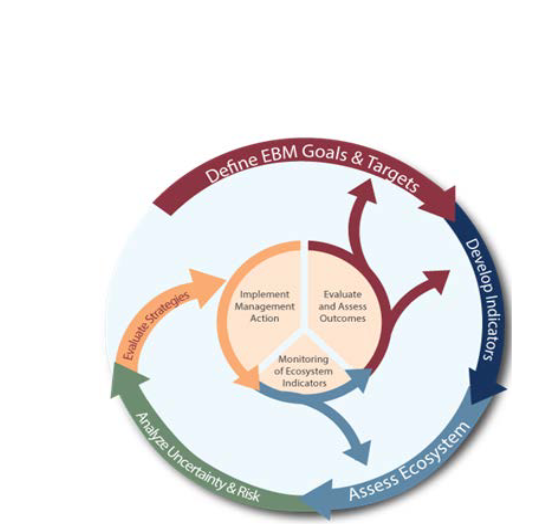 Define EBM Goals & Targets
Develop Indicators
Assess Ecosystem
Analyze Uncertainty & Risk
Evaluate Strategies
Implement
Management
Action
Evaluate
and Assess
Outcomes
Monitoring
of Ecosystem
Indicators